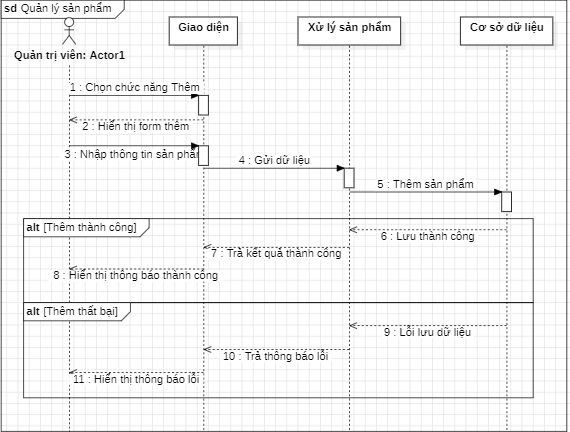 sd Quản lý sản phẩm
Giao diện
Xử lý sản phẩm
Cơ sở dữ liệu
Quản trị viên: Actor1
1 : Chọn chức năng Thêm
2 : Hiển thị form thêm
3 : Nhập thông tin sản phẩm
4 : Gửi dữ liệu
5 : Thêm sản phẩm
alt [Thêm thành công]
6 : Lưu thành công
7 : Trả kết quả thành công
8 : Hiển thị thông báo thành công
alt [Thêm thất bại]
9 : Lỗi lưu dữ liệu
10 : Trả thông báo lỗi
11 : Hiển thị thông báo lỗi